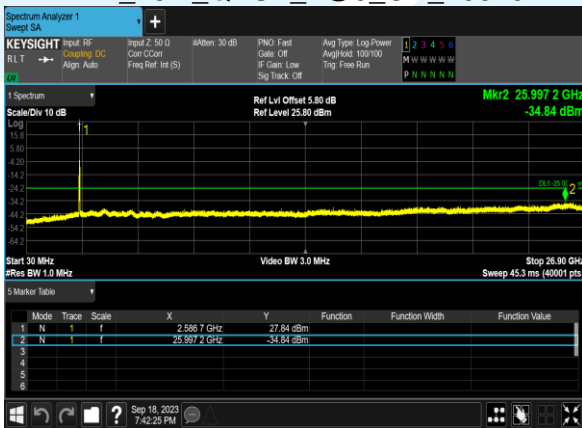 Spectrum Analyzer 1
Swept SA
KEYSIGHT Input: RF Input Z: 50 Ω #Atten: 30 dB PNO: Fast Avg Type: Log-Power 1 2 3 4 5 6
RLT Coupling: DC Corr CCorr Gate: Off Avg|Hold: 100/100 M W W W W W
Align: Auto Freq Ref: Int (S) IF Gain: Low Trig: Free Run
Sig Track: Off P N N N N N
1 Spectrum Ref Lvl Offset 5.80 dB Mkr2 25.997 2 GHz
Scale/Div 10 dB Ref Level 25.80 dBm -34.84 dBm
Log
15.8 1
5.80
-4.20
-14.2
-24.2 2
-34.2
-44.2
-54.2
-64.2
Start 30 MHz Video BW 3.0 MHz Stop 26.90 GHz
#Res BW 1.0 MHz Sweep 45.3 ms (40001 pts
5 Marker Table
Mode Trace Scale X Y Function Function Width Function Value
1 N 1 f 2.586 7 GHz 27.84 dBm
2 N 1 f 25.997 2 GHz -34.84 dBm
3
4
5
6
? Sep 18, 2023
7:42:25 PM